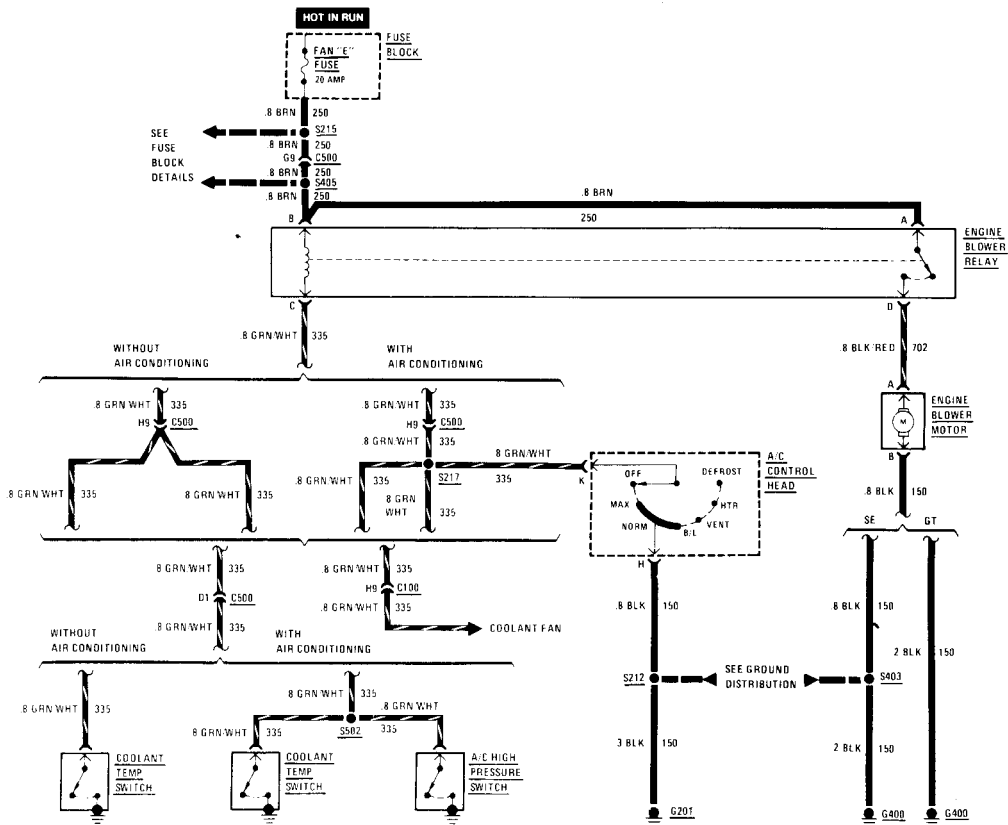 HOT IN RUN
FUSE
BLOCK
FAN "E"
FUSE
20 AMP
.8 BRN 250
SEE
FUSE
BLOCK
DETAILS
S215
.8 BRN 250
G9 C500
.8 BRN 250
S405
.8 BRN 250
.8 BRN
250
B
A
ENGINE
BLOWER
RELAY
C
D
.8 GRN/WHT 335
.8 BLK/RED 702
WITHOUT
AIR CONDITIONING
WITH
AIR CONDITIONING
A
ENGINE
BLOWER
MOTOR
M
B
.8 GRN/WHT 335
H9 C500
.8 GRN/WHT 335
H9 C500
.8 GRN/WHT 335
8 GRN/WHT
335
S217
K
A/C
CONTROL
HEAD
OFF
DEFROST
MAX
HTR
NORM
VENT
B/L
H
.8 GRN/WHT 335
.8 GRN/WHT 335
.8 GRN/WHT 335
.8 GRN
WHT
335
.8 BLK 150
SE
GT
8 GRN/WHT 335
D1 C500
.8 GRN/WHT 335
8 GRN/WHT 335
H9 C100
.8 GRN/WHT 335
COOLANT FAN
.8 BLK 150
.8 BLK 150
2 BLK 150
WITHOUT
AIR CONDITIONING
WITH
AIR CONDITIONING
S212
SEE GROUND
DISTRIBUTION
S403
8 GRN/WHT 335
8 GRN/WHT 335
.8 GRN/WHT
335
S502
8 GRN/WHT 335
3 BLK 150
2 BLK 150
COOLANT
TEMP
SWITCH
COOLANT
TEMP
SWITCH
A/C HIGH
PRESSURE
SWITCH
G201
G400
G400